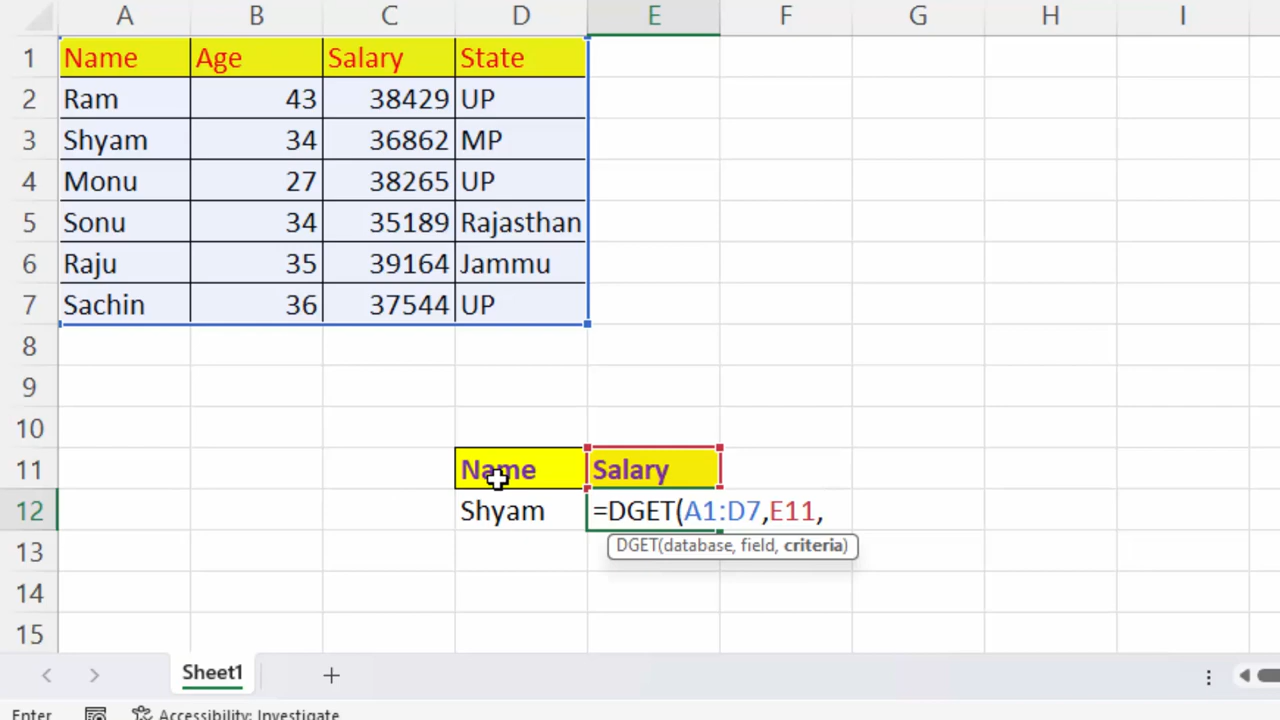 A B C D E F G H I
1 Name Age Salary State
2 Ram 43 38429 UP
3 Shyam 34 36862 MP
4 Monu 27 38265 UP
5 Sonu 34 35189 Rajasthan
6 Raju 35 39164 Jammu
7 Sachin 36 37544 UP
8
9
10
11 Name Salary
12 Shyam =DGET(A1:D7,E11,
DGET(database, field, criteria)
13
14
15
Sheet1
Enter Accessibility: Investigate